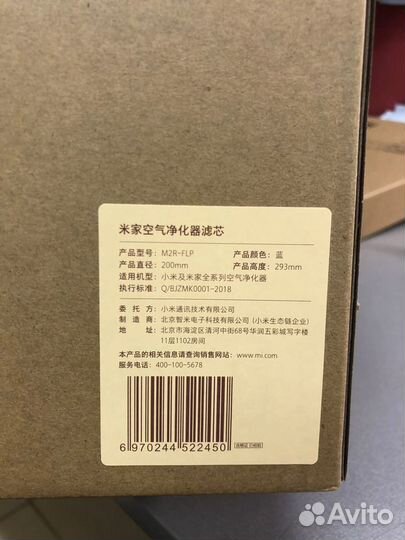 米家空气净化器滤芯
产品型号: M2R-FLP 产品颜色: 蓝
产品直径: 200mm 产品高度: 293mm
适用机型: 小米及米家全系列空气净化器
执行标准: Q/BJZMK0001-2018
委托方: 小米通讯技术有限公司
制造商: 北京智米电子科技有限公司 (小米生态链企业)
地址: 北京市海淀区清河中街68号华润五彩城写字楼
11层1102房间
本产品的相关信息请查询销售网站: www.mi.com
服务热线: 400-100-5678
6 970244 522450
Avito